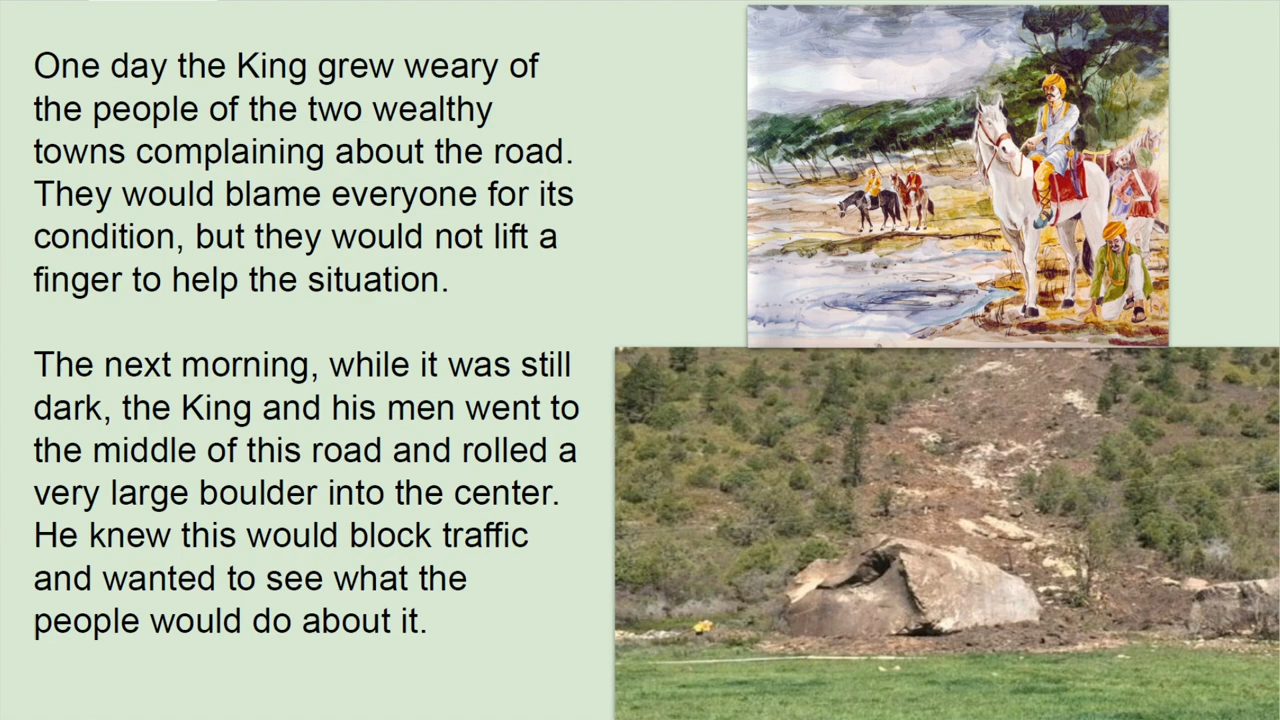 One day the King grew weary of
the people of the two wealthy
towns complaining about the road.
They would blame everyone for its
condition, but they would not lift a
finger to help the situation.
The next morning, while it was still
dark, the King and his men went to
the middle of this road and rolled a
very large boulder into the center.
He knew this would block traffic
and wanted to see what the
people would do about it.